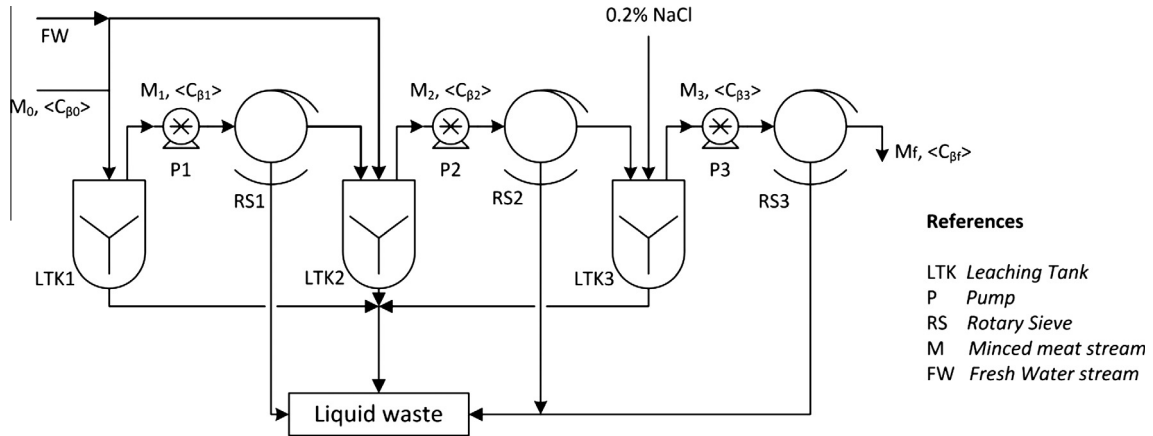 0.2% NaCl
FW
M₀, <Cβ0>
M₁, <Cβ1>
M₂, <Cβ2>
M₃, <Cβ3>
P1
P2
P3
Mf, <Cβf>
RS1
RS2
RS3
LTK1
LTK2
LTK3
Liquid waste
References
LTK Leaching Tank
P Pump
RS Rotary Sieve
M Minced meat stream
FW Fresh Water stream